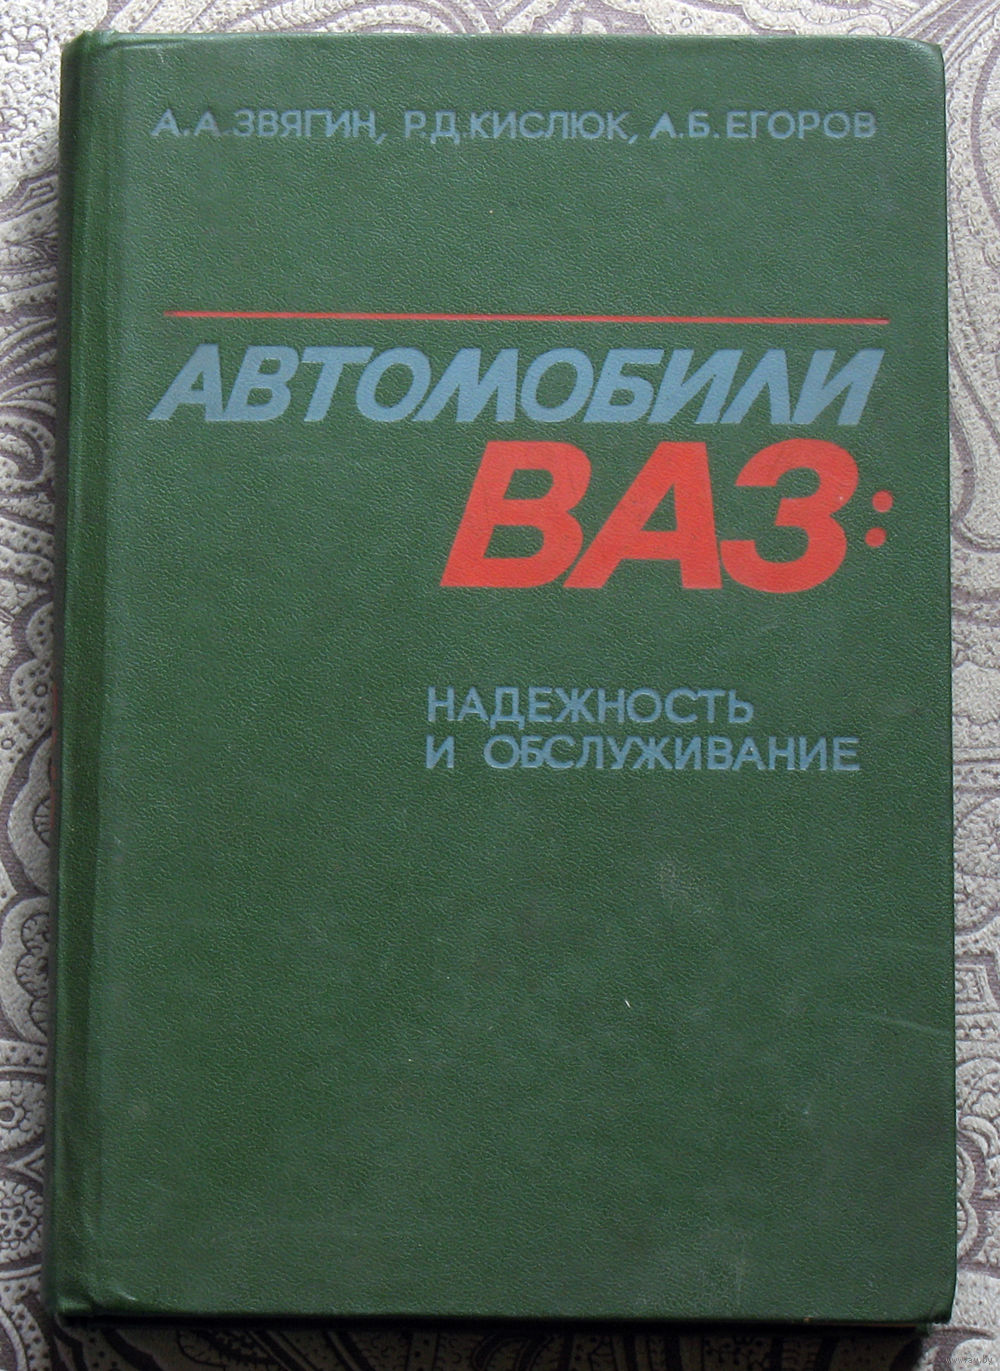 А.А.ЗВЯГИН, Р.Д.КИСЛЮК, А.Б.ЕГОРОВ
АВТОМОБИЛИ
ВАЗ:
НАДЕЖНОСТЬ
И ОБСЛУЖИВАНИЕ